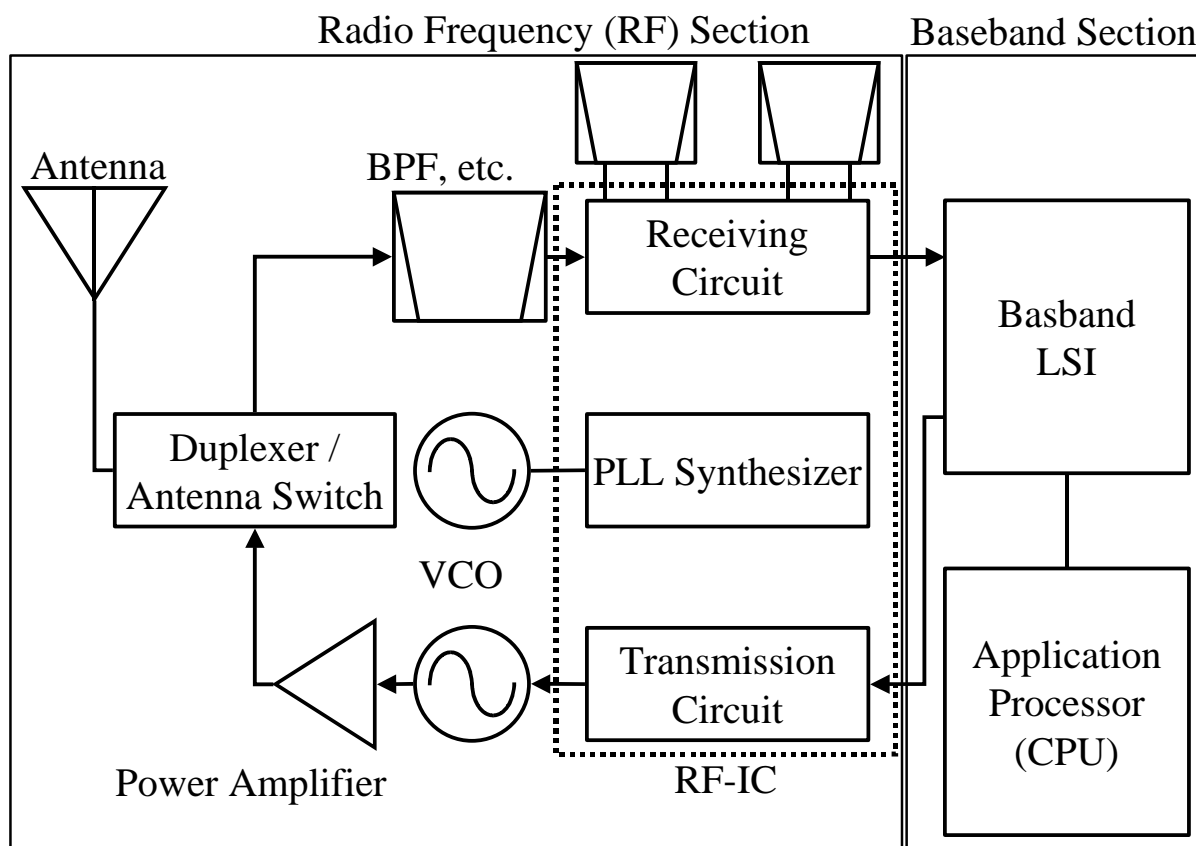 Radio Frequency (RF) Section
Baseband Section
Antenna
BPF, etc.
Receiving
Circuit
Basband
LSI
Duplexer /
Antenna Switch
PLL Synthesizer
VCO
Transmission
Circuit
Application
Processor
(CPU)
Power Amplifier
RF-IC